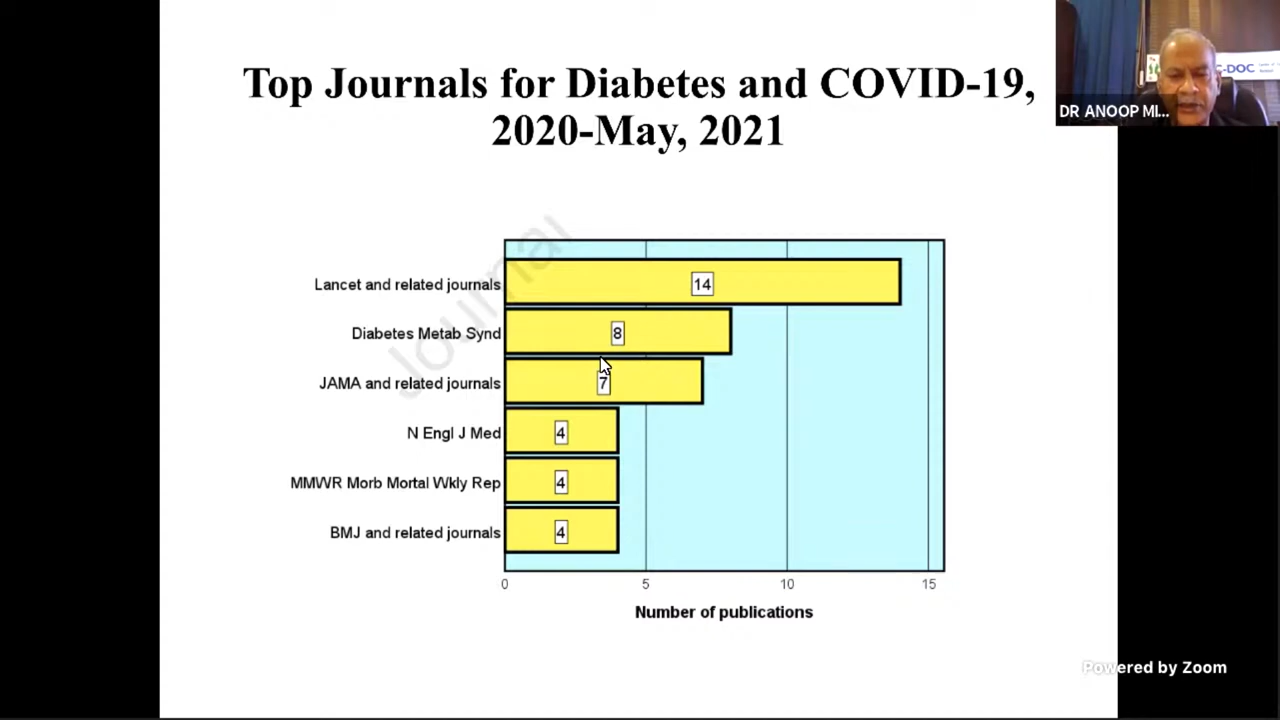 Top Journals for Diabetes and COVID-19,
2020-May, 2021
C-DOC
DR ANOOP MI...
Journal
Lancet and related journals 14
Diabetes Metab Synd 8
JAMA and related journals 7
N Engl J Med 4
MMWR Morb Mortal Wkly Rep 4
BMJ and related journals 4
0 5 10 15
Number of publications
Powered by Zoom